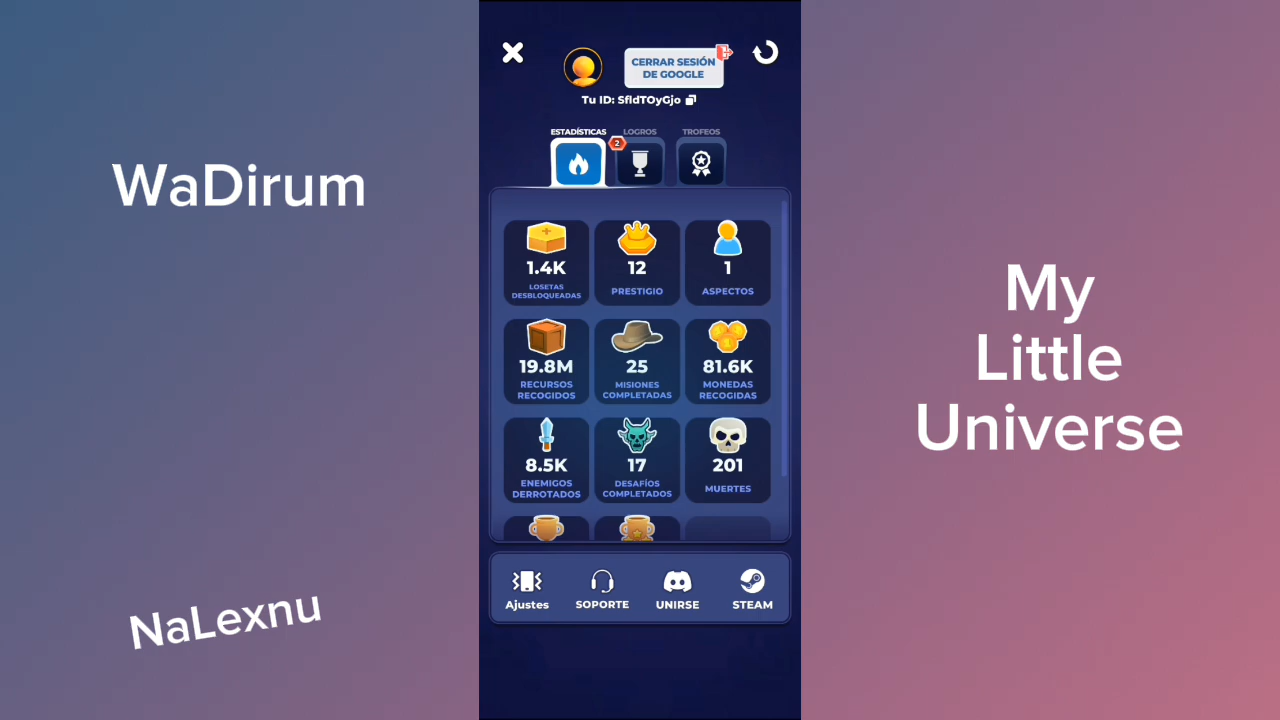 WaDirum
NaLexnu
CERRAR SESIÓN
DE GOOGLE
Tu ID: SfIdTOyGjo
ESTADÍSTICAS
LOGROS
TROFEOS
2
1.4K
LOSETAS
DESBLOQUEADAS
12
PRESTIGIO
1
ASPECTOS
19.8M
RECURSOS
RECOGIDOS
25
MISIONES
COMPLETADAS
81.6K
MONEDAS
RECOGIDAS
8.5K
ENEMIGOS
DERROTADOS
17
DESAFÍOS
COMPLETADOS
201
MUERTES
Ajustes
SOPORTE
UNIRSE
STEAM
My
Little
Universe